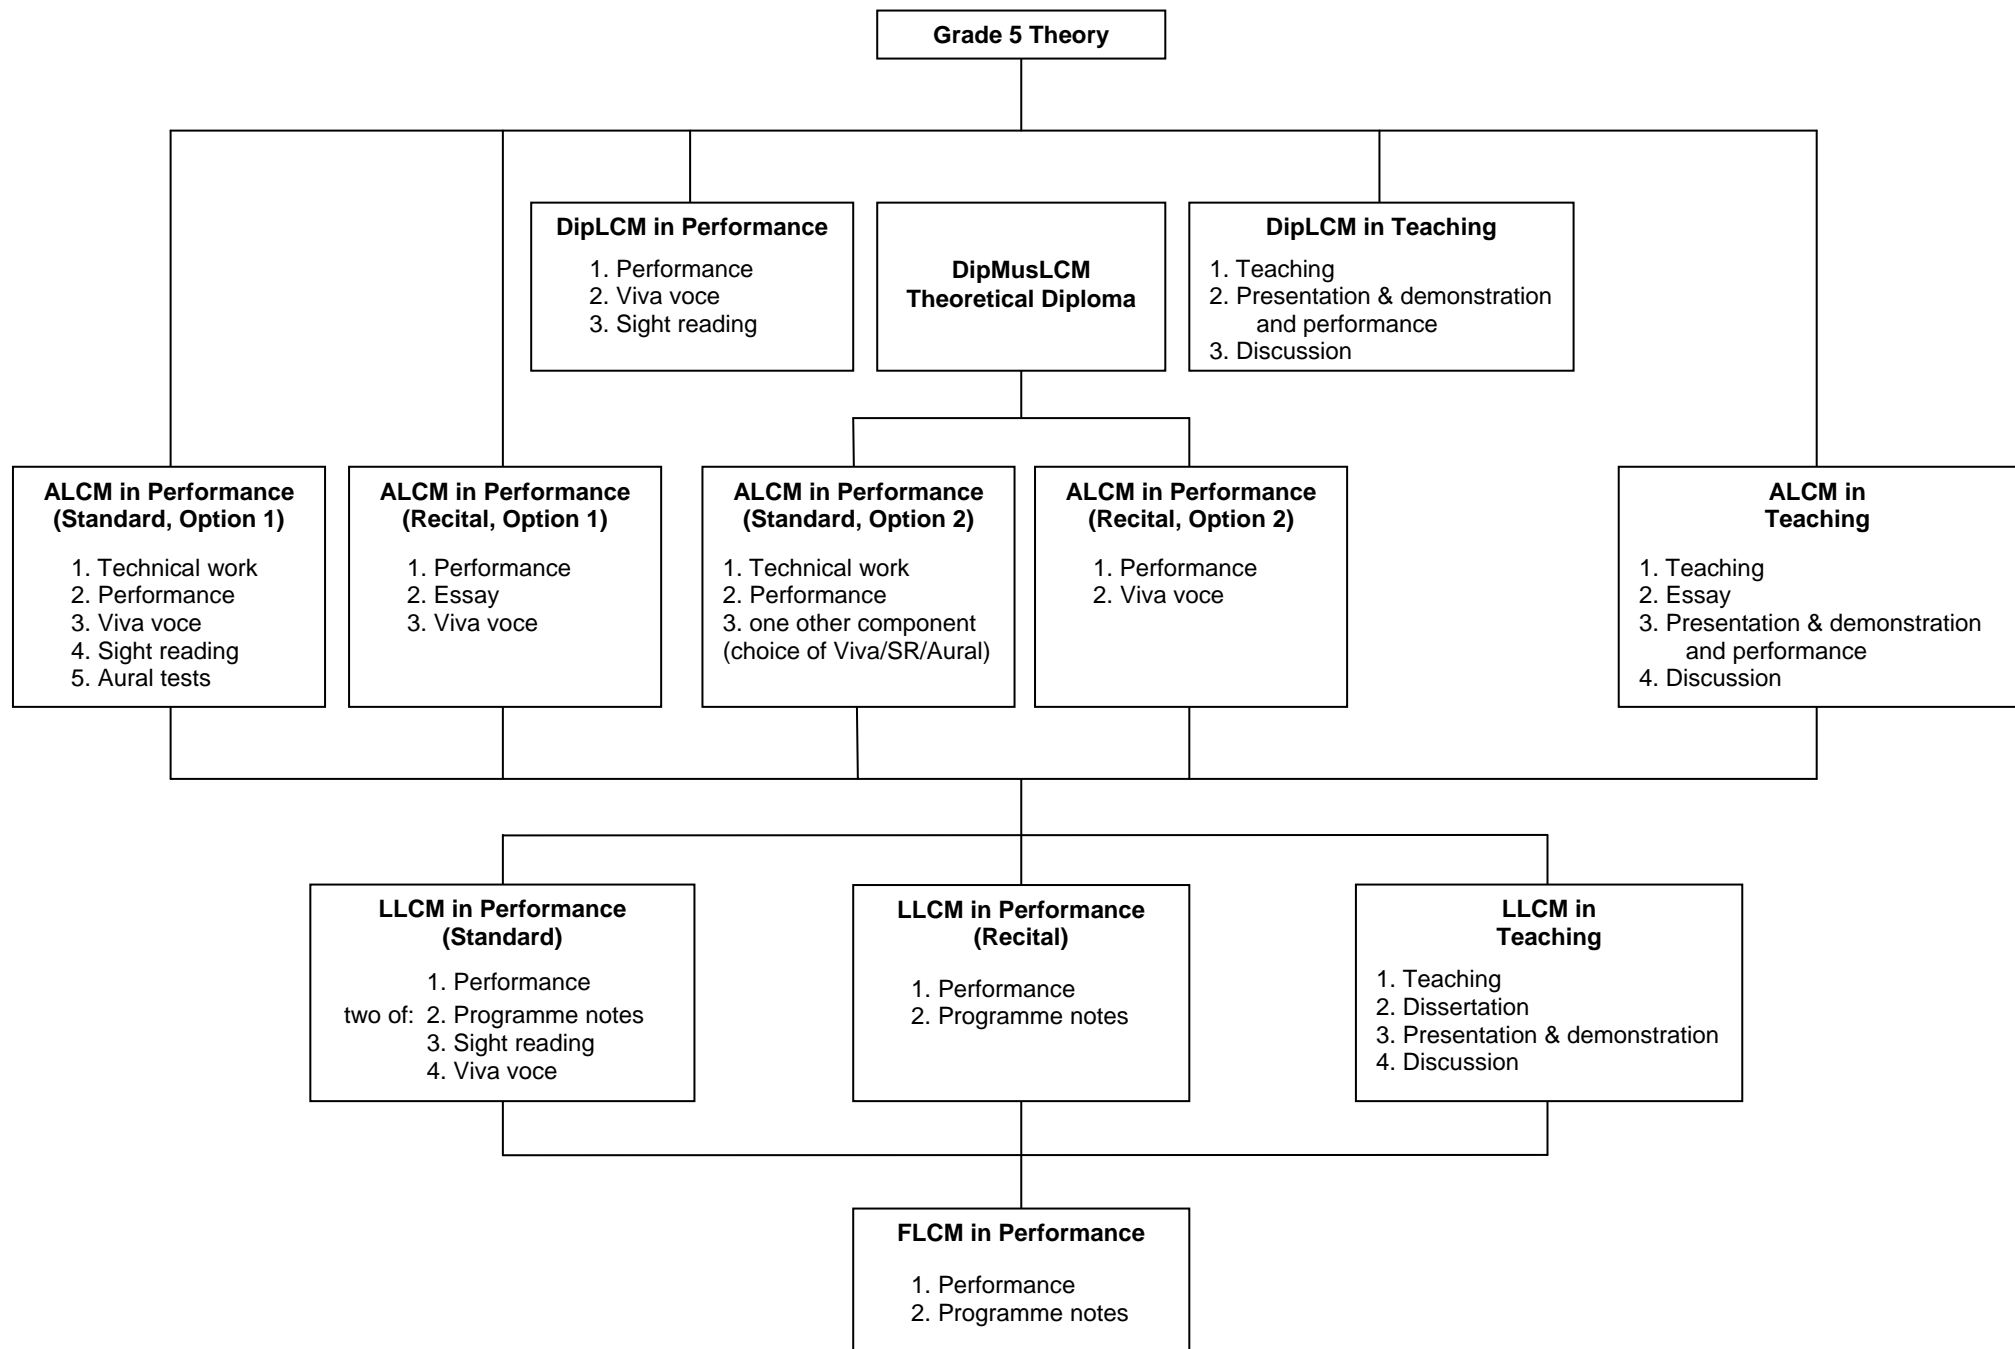 Grade 5 Theory
DipLCM in Performance
1. Performance
2. Viva voce
3. Sight reading
DipMusLCM
Theoretical Diploma
DipLCM in Teaching
1. Teaching
2. Presentation & demonstration
and performance
3. Discussion
ALCM in Performance
(Standard, Option 1)
1. Technical work
2. Performance
3. Viva voce
4. Sight reading
5. Aural tests
ALCM in Performance
(Recital, Option 1)
1. Performance
2. Essay
3. Viva voce
ALCM in Performance
(Standard, Option 2)
1. Technical work
2. Performance
3. one other component
(choice of Viva/SR/Aural)
ALCM in Performance
(Recital, Option 2)
1. Performance
2. Viva voce
ALCM in
Teaching
1. Teaching
2. Essay
3. Presentation & demonstration
and performance
4. Discussion
LLCM in Performance
(Standard)
1. Performance
two of: 2. Programme notes
3. Sight reading
4. Viva voce
LLCM in Performance
(Recital)
1. Performance
2. Programme notes
LLCM in
Teaching
1. Teaching
2. Dissertation
3. Presentation & demonstration
4. Discussion
FLCM in Performance
1. Performance
2. Programme notes